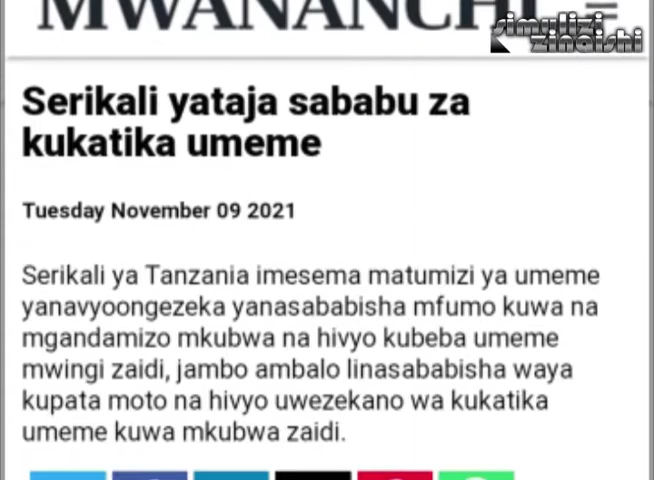 MWANANCHI
simulizi
zinaishi
Serikali yataja sababu za
kukatika umeme
Tuesday November 09 2021
Serikali ya Tanzania imesema matumizi ya umeme
yanavyoongezeka yanasababisha mfumo kuwa na
mgandamizo mkubwa na hivyo kubeba umeme
mwingi zaidi, jambo ambalo linasababisha waya
kupata moto na hivyo uwezekano wa kukatika
umeme kuwa mkubwa zaidi.